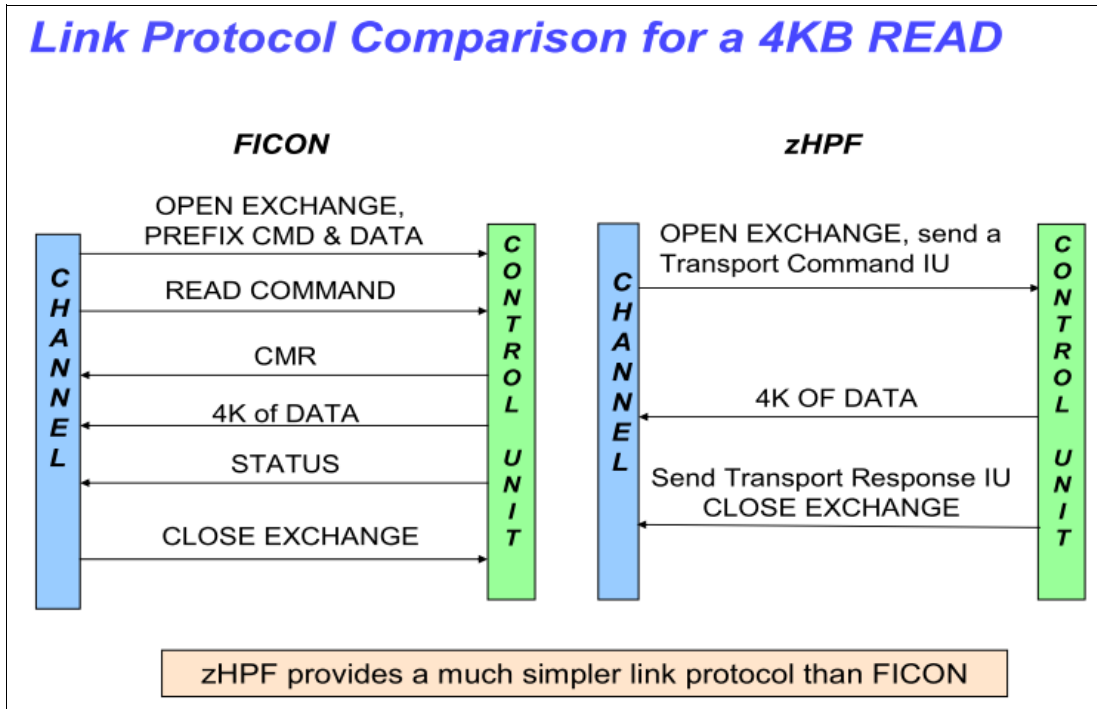 Link Protocol Comparison for a 4KB READ
FICON
OPEN EXCHANGE,
PREFIX CMD & DATA
READ COMMAND
CMR
4K of DATA
STATUS
CLOSE EXCHANGE
CHANNEL
CONTROL UNIT
zHPF
OPEN EXCHANGE, send a
Transport Command IU
4K OF DATA
Send Transport Response IU
CLOSE EXCHANGE
CHANNEL
CONTROL UNIT
zHPF provides a much simpler link protocol than FICON